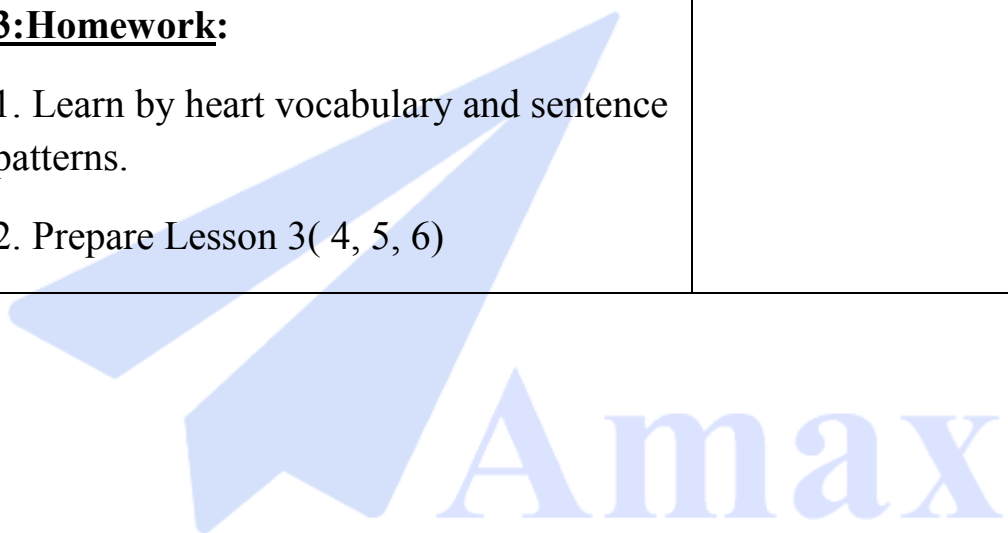 3:Homework:
1. Learn by heart vocabulary and sentence
patterns.
2. Prepare Lesson 3( 4, 5, 6)
Amax